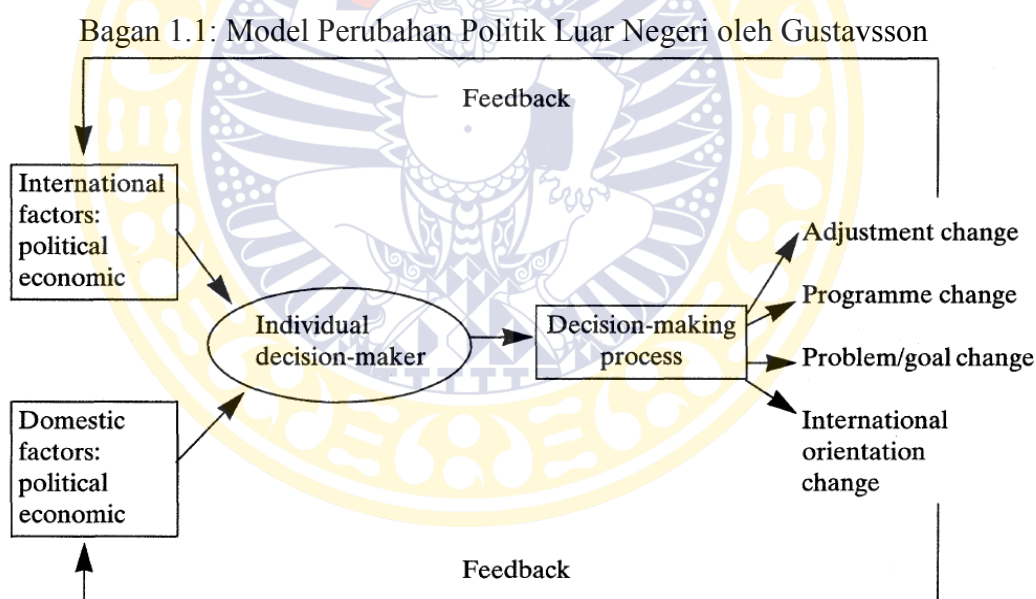 Bagan 1.1: Model Perubahan Politik Luar Negeri oleh Gustavsson
Feedback
International
factors:
political
economic
Individual
decision-maker
Domestic
factors:
political
economic
Decision-making
process
Adjustment change
Programme change
Problem/goal change
International
orientation
change
Feedback